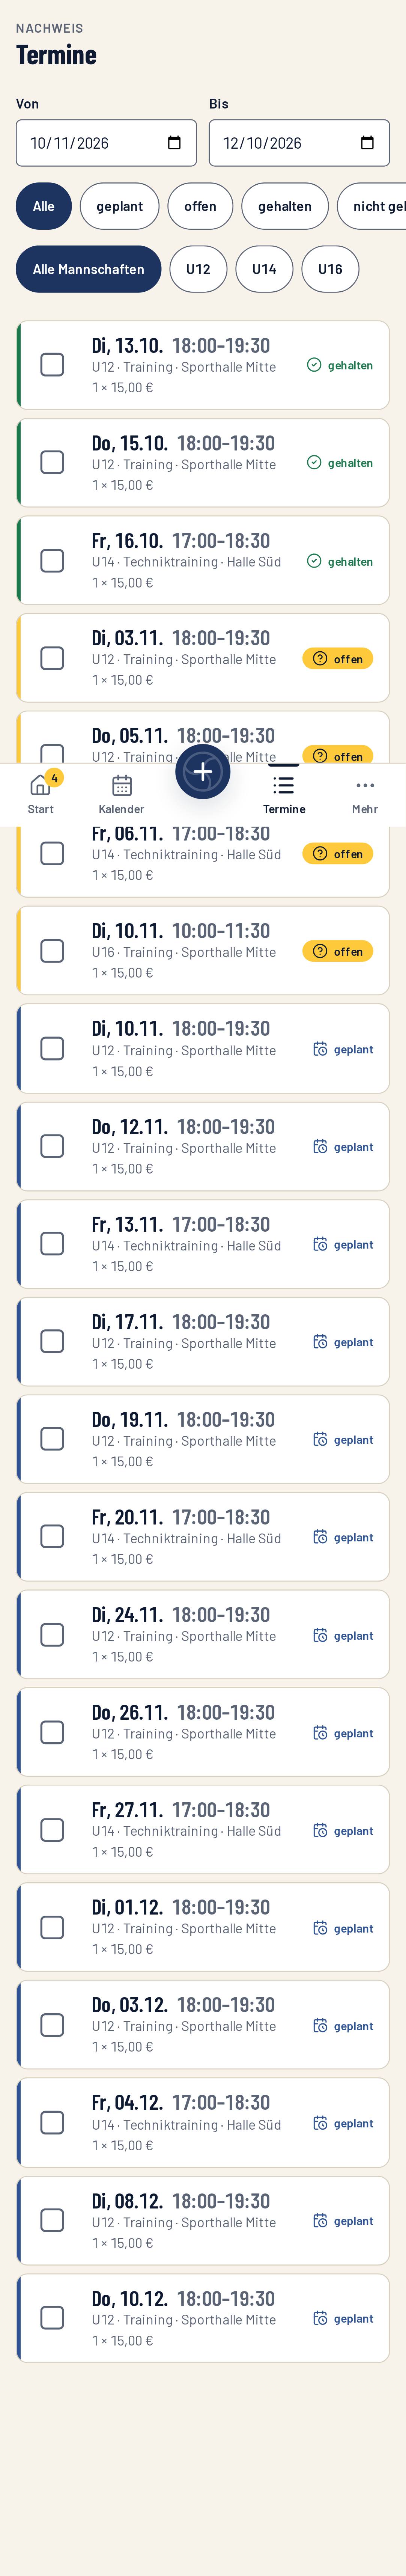 NACHWEIS
Termine
Von Bis
10/11/2026 12/10/2026
Alle geplant offen gehalten nicht gel
Alle Mannschaften U12 U14 U16
Di, 13.10. 18:00–19:30
U12 · Training · Sporthalle Mitte gehalten
1 × 15,00 €
Do, 15.10. 18:00–19:30
U12 · Training · Sporthalle Mitte gehalten
1 × 15,00 €
Fr, 16.10. 17:00–18:30
U14 · Techniktraining · Halle Süd gehalten
1 × 15,00 €
Di, 03.11. 18:00–19:30
U12 · Training · Sporthalle Mitte offen
1 × 15,00 €
Do, 05.11. 18:00–19:30
U12 · Training · Sporthalle Mitte offen
4
Start Kalender Termine Mehr
Fr, 06.11. 17:00–18:30
U14 · Techniktraining · Halle Süd offen
1 × 15,00 €
Di, 10.11. 10:00–11:30
U16 · Training · Sporthalle Mitte offen
1 × 15,00 €
Di, 10.11. 18:00–19:30
U12 · Training · Sporthalle Mitte geplant
1 × 15,00 €
Do, 12.11. 18:00–19:30
U12 · Training · Sporthalle Mitte geplant
1 × 15,00 €
Fr, 13.11. 17:00–18:30
U14 · Techniktraining · Halle Süd geplant
1 × 15,00 €
Di, 17.11. 18:00–19:30
U12 · Training · Sporthalle Mitte geplant
1 × 15,00 €
Do, 19.11. 18:00–19:30
U12 · Training · Sporthalle Mitte geplant
1 × 15,00 €
Fr, 20.11. 17:00–18:30
U14 · Techniktraining · Halle Süd geplant
1 × 15,00 €
Di, 24.11. 18:00–19:30
U12 · Training · Sporthalle Mitte geplant
1 × 15,00 €
Do, 26.11. 18:00–19:30
U12 · Training · Sporthalle Mitte geplant
1 × 15,00 €
Fr, 27.11. 17:00–18:30
U14 · Techniktraining · Halle Süd geplant
1 × 15,00 €
Di, 01.12. 18:00–19:30
U12 · Training · Sporthalle Mitte geplant
1 × 15,00 €
Do, 03.12. 18:00–19:30
U12 · Training · Sporthalle Mitte geplant
1 × 15,00 €
Fr, 04.12. 17:00–18:30
U14 · Techniktraining · Halle Süd geplant
1 × 15,00 €
Di, 08.12. 18:00–19:30
U12 · Training · Sporthalle Mitte geplant
1 × 15,00 €
Do, 10.12. 18:00–19:30
U12 · Training · Sporthalle Mitte geplant
1 × 15,00 €